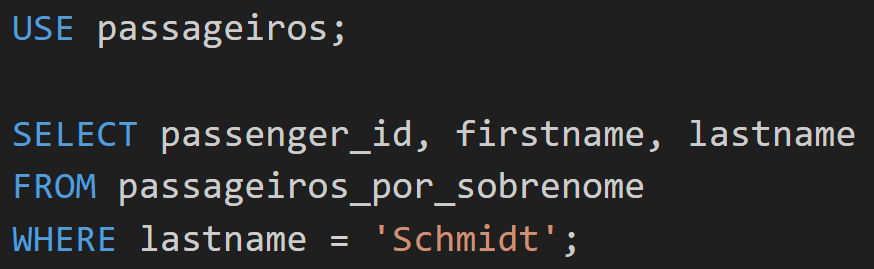 USE passageiros;
SELECT passenger_id, firstname, lastname
FROM passageiros_por_sobrenome
WHERE lastname = 'Schmidt';